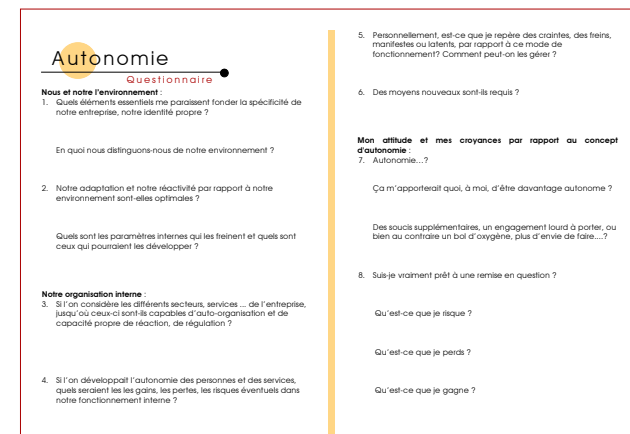 Autonomie
Questionnaire
Nous et notre l'environnement :
1. Quels éléments essentiels me paraissent fonder la spécificité de
notre entreprise, notre identité propre ?
En quoi nous distinguons-nous de notre environnement ?
2. Notre adaptation et notre réactivité par rapport à notre
environnement sont-elles optimales ?
Quels sont les paramètres internes qui les freinent et quels sont
ceux qui pourraient les développer ?
Notre organisation interne :
3. Si l'on considère les différents secteurs, services ... de l'entreprise,
jusqu'où ceux-ci sont-ils capables d'auto-organisation et de
capacité propre de réaction, de régulation ?
4. Si l'on développait l'autonomie des personnes et des services,
quels seraient les les gains, les pertes, les risques éventuels dans
notre fonctionnement interne ?
5. Personnellement, est-ce que je repère des craintes, des freins,
manifestes ou latents, par rapport à ce mode de
fonctionnement? Comment peut-on les gérer ?
6. Des moyens nouveaux sont-ils requis ?
Mon attitude et mes croyances par rapport au concept
d'autonomie :
7. Autonomie...?
Ça m'apporterait quoi, à moi, d'être davantage autonome ?
Des soucis supplémentaires, un engagement lourd à porter, ou
bien au contraire un bol d'oxygène, plus d'envie de faire....?
8. Suis-je vraiment prêt à une remise en question ?
Qu'est-ce que je risque ?
Qu'est-ce que je perds ?
Qu'est-ce que je gagne ?